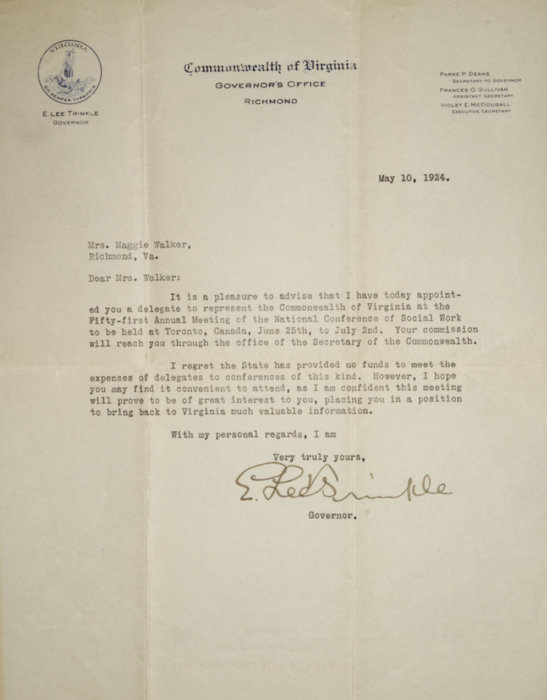 VIRGINIA
SIC SEMPER TYRANNIS
E. LEE TRINKLE
GOVERNOR
Commonwealth of Virginia
GOVERNOR'S OFFICE
RICHMOND
PARKE P. DEANS
SECRETARY TO GOVERNOR
FRANCES O. SULLIVAN
ASSISTANT SECRETARY
VIOLET E. McDOUGALL
EXECUTIVE SECRETARY
May 10, 1924.
Mrs. Maggie Walker,
Richmond, Va.
Dear Mrs. Walker:
It is a pleasure to advise that I have today appoint-
ed you a delegate to represent the Commonwealth of Virginia at the
Fifty-first Annual Meeting of the National Conference of Social Work
to be held at Toronto, Canada, June 25th, to July 2nd. Your commission
will reach you through the office of the Secretary of the Commonwealth.
I regret the State has provided no funds to meet the
expenses of delegates to conferences of this kind. However, I hope
you may find it convenient to attend, as I am confident this meeting
will prove to be of great interest to you, placing you in a position
to bring back to Virginia much valuable information.
With my personal regards, I am
Very truly yours,
E. Lee Trinkle
Governor.